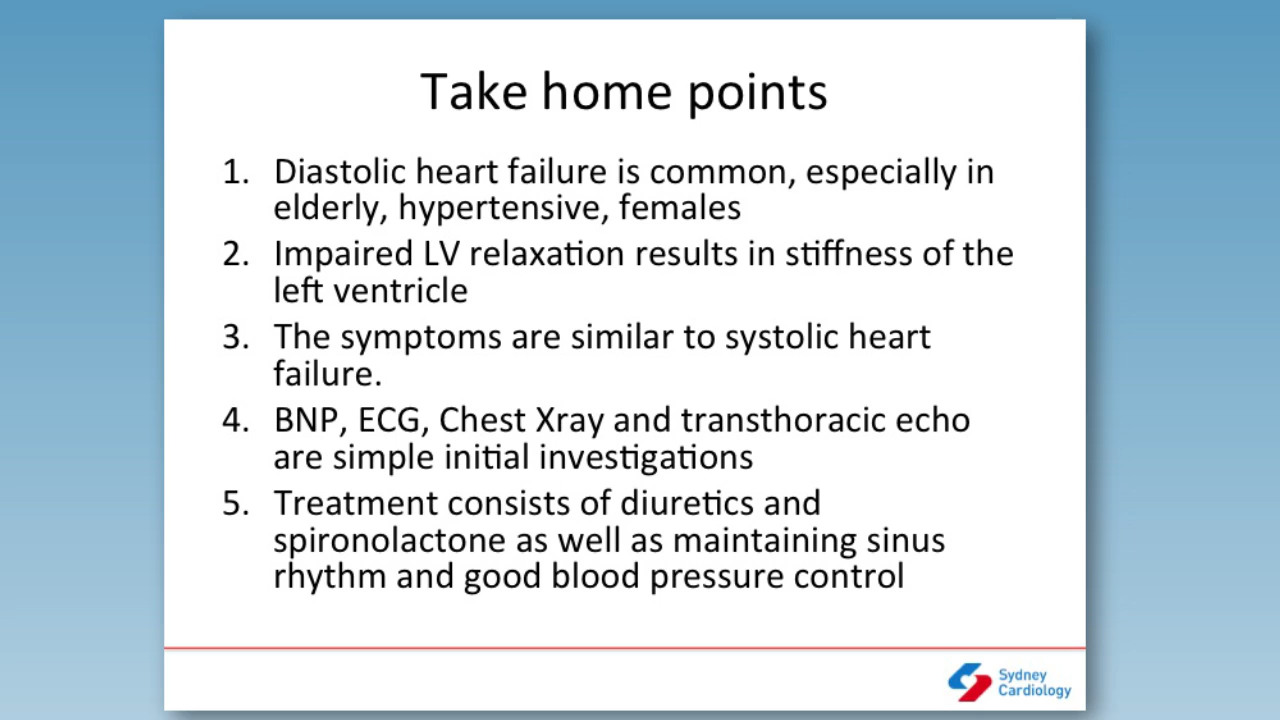 Take home points
1. Diastolic heart failure is common, especially in
elderly, hypertensive, females
2. Impaired LV relaxation results in stiffness of the
left ventricle
3. The symptoms are similar to systolic heart
failure.
4. BNP, ECG, Chest Xray and transthoracic echo
are simple initial investigations
5. Treatment consists of diuretics and
spironolactone as well as maintaining sinus
rhythm and good blood pressure control
Sydney
Cardiology